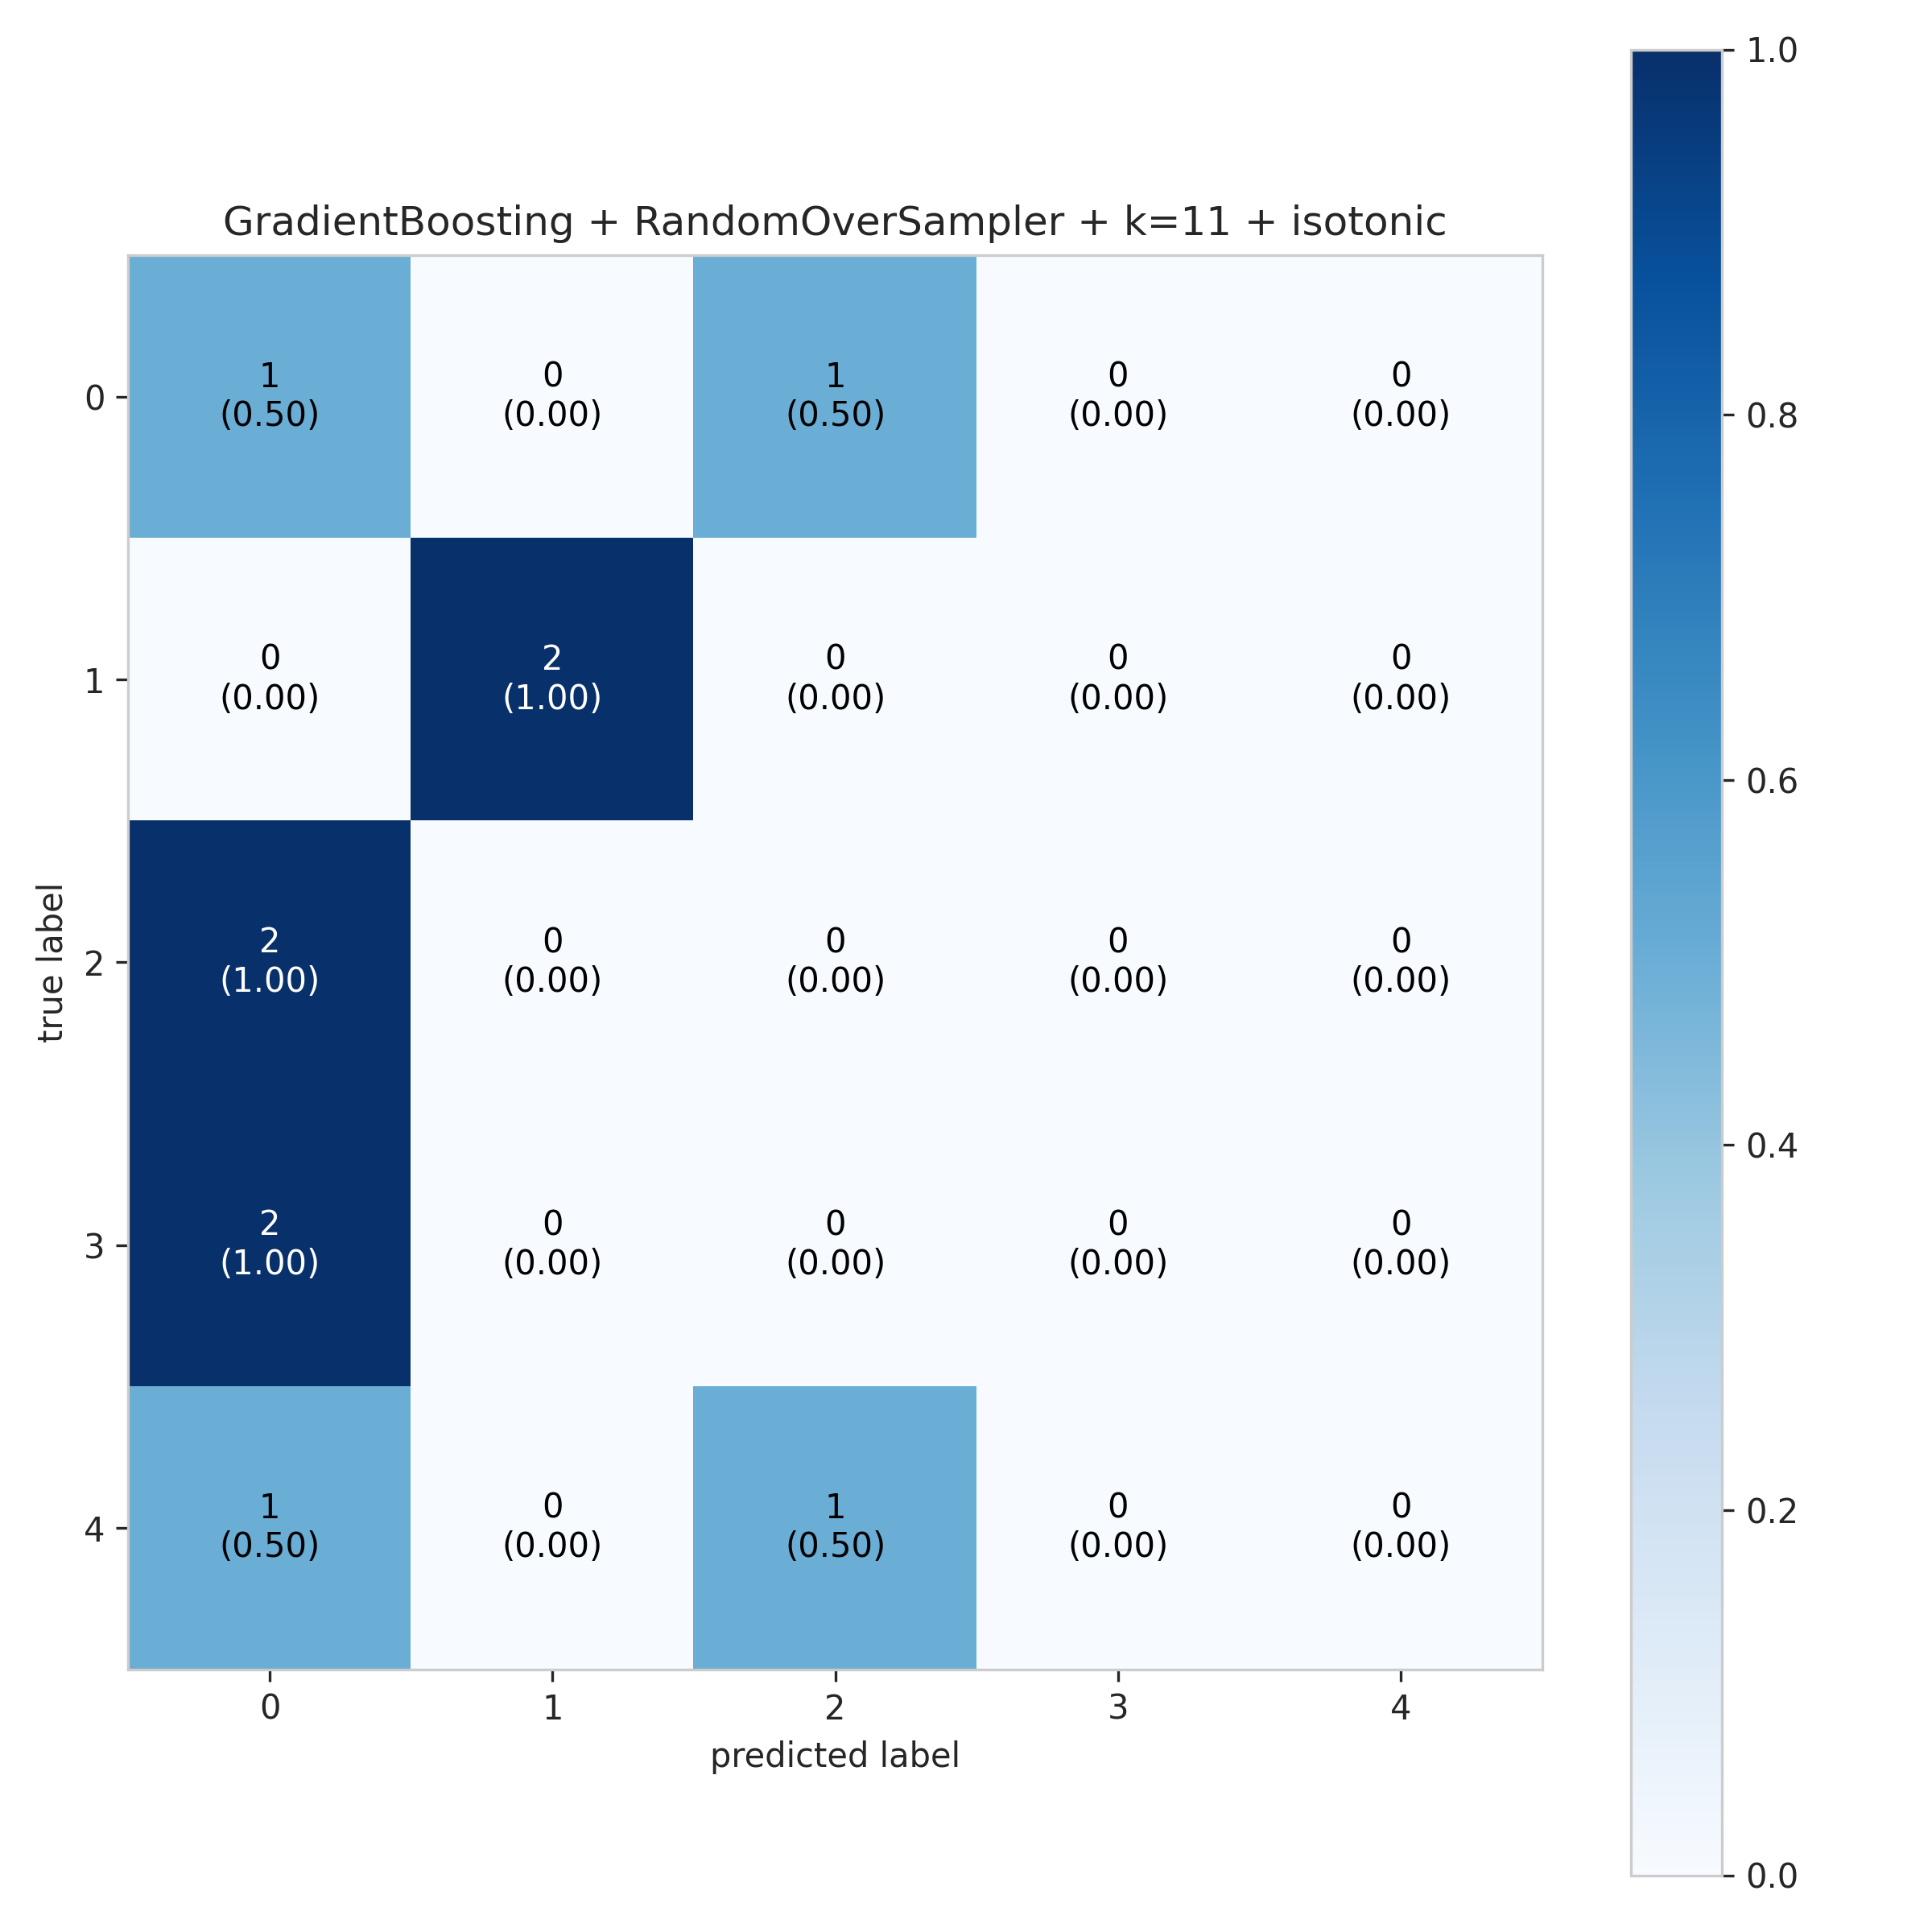 GradientBoosting + RandomOverSampler + k=11 + isotonic
1.0
0.8
0.6
0.4
0.2
0.0
true label
0
1 0 1 0 0
(0.50) (0.00) (0.50) (0.00) (0.00)
1
0 2 0 0 0
(0.00) (1.00) (0.00) (0.00) (0.00)
2
2 0 0 0 0
(1.00) (0.00) (0.00) (0.00) (0.00)
3
2 0 0 0 0
(1.00) (0.00) (0.00) (0.00) (0.00)
4
1 0 1 0 0
(0.50) (0.00) (0.50) (0.00) (0.00)
0 1 2 3 4
predicted label